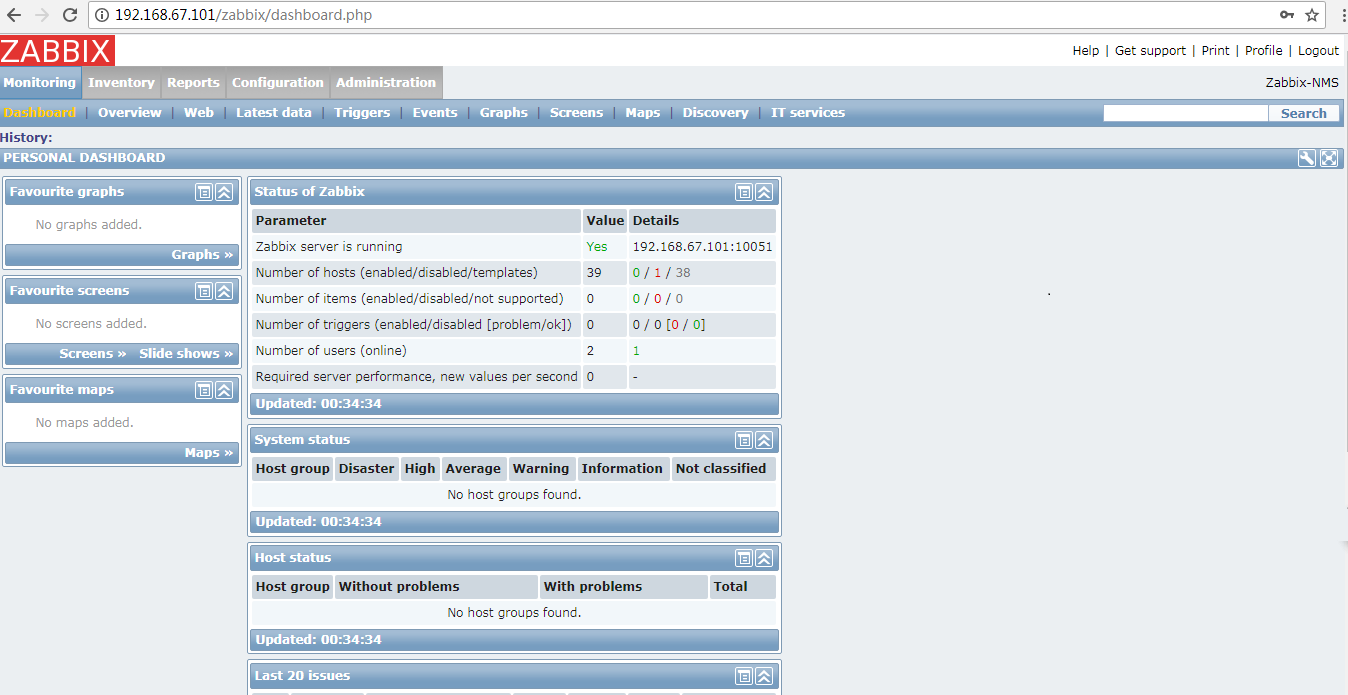 192.168.67.101/zabbix/dashboard.php
ZABBIX
Help | Get support | Print | Profile | Logout
Monitoring Inventory Reports Configuration Administration
Zabbix-NMS
Dashboard | Overview | Web | Latest data | Triggers | Events | Graphs | Screens | Maps | Discovery | IT services
Search
History:
PERSONAL DASHBOARD
Favourite graphs
No graphs added.
Graphs »
Favourite screens
No screens added.
Screens » Slide shows »
Favourite maps
No maps added.
Maps »
Status of Zabbix
Parameter Value Details
Zabbix server is running Yes 192.168.67.101:10051
Number of hosts (enabled/disabled/templates) 39 0 / 1 / 38
Number of items (enabled/disabled/not supported) 0 0 / 0 / 0
Number of triggers (enabled/disabled [problem/ok]) 0 0 / 0 [0 / 0]
Number of users (online) 2 1
Required server performance, new values per second 0 -
Updated: 00:34:34
System status
Host group Disaster High Average Warning Information Not classified
No host groups found.
Updated: 00:34:34
Host status
Host group Without problems With problems Total
No host groups found.
Updated: 00:34:34
Last 20 issues